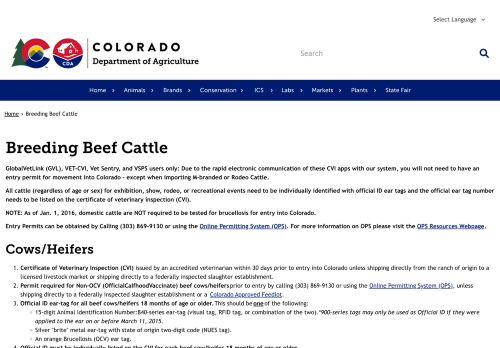 Select Language
COLORADO
Department of Agriculture
CDA
Search
Home
Animals
Brands
Conservation
ICS
Labs
Markets
Plants
State Fair
Home › Breeding Beef Cattle
Breeding Beef Cattle
GlobalVetLink (GVL), VET-CVI, Vet Sentry, and VSPS users only: Due to the rapid electronic communication of these CVI apps with our system, you will not need to have an
entry permit for movement into Colorado - except when importing M-branded or Rodeo Cattle.
All cattle (regardless of age or sex) for exhibition, show, rodeo, or recreational events need to be individually identified with official ID ear tags and the official ear tag number
needs to be listed on the certificate of veterinary inspection (CVI).
NOTE: As of Jan. 1, 2016, domestic cattle are NOT required to be tested for brucellosis for entry into Colorado.
Entry Permits can be obtained by Calling (303) 869-9130 or using the Online Permitting System (OPS). For more information on OPS please visit the OPS Resources Webpage.
Cows/Heifers
1. Certificate of Veterinary Inspection (CVI) issued by an accredited veterinarian within 30 days prior to entry into Colorado unless shipping directly from the ranch of origin to a
licensed livestock market or shipping directly to a federally inspected slaughter establishment.
2. Permit required for Non-OCV (OfficialCalfhoodVaccinate) beef cows/heifersprior to entry by calling (303) 869-9130 or using the Online Permitting System (OPS), unless
shipping directly to a federally inspected slaughter establishment or a Colorado Approved Feedlot.
3. Official ID ear-tag for all beef cows/heifers 18 months of age or older. This should be one of the following:
○ 15-digit Animal Identification Number:840-series ear-tag (visual tag, RFID tag, or combination of the two).*900-series tags may only be used as Official ID if they were
applied to the ear on or before March 11, 2015.
○ Silver "brite" metal ear-tag with state of origin two-digit code (NUES tag).
○ An orange Brucellosis (OCV) ear tag.
4. Official ID must be individually listed on the CVI for each beef cow/heifer 18 months of age or older.